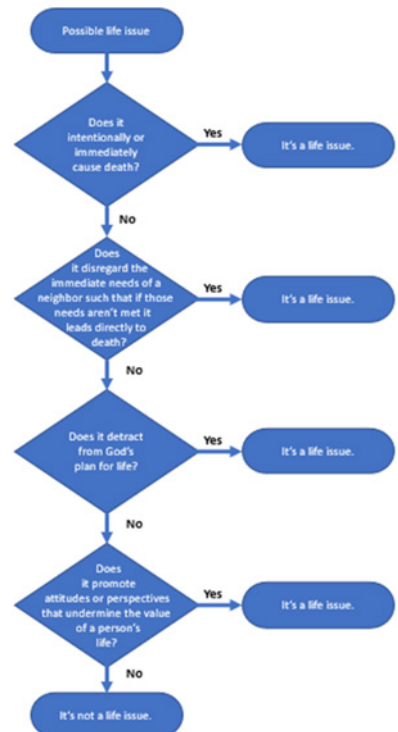 Possible life issue
Does it
intentionally or
immediately
cause death?
Yes
It's a life issue.
No
Does
it disregard the
immediate needs of a
neighbor such that if those
needs aren't met it
leads directly to
death?
Yes
It's a life issue.
No
Does it detract
from God's
plan for life?
Yes
It's a life issue.
No
Does
it promote
attitudes or perspectives
that undermine the value
of a person's
life?
Yes
It's a life issue.
No
It's not a life issue.